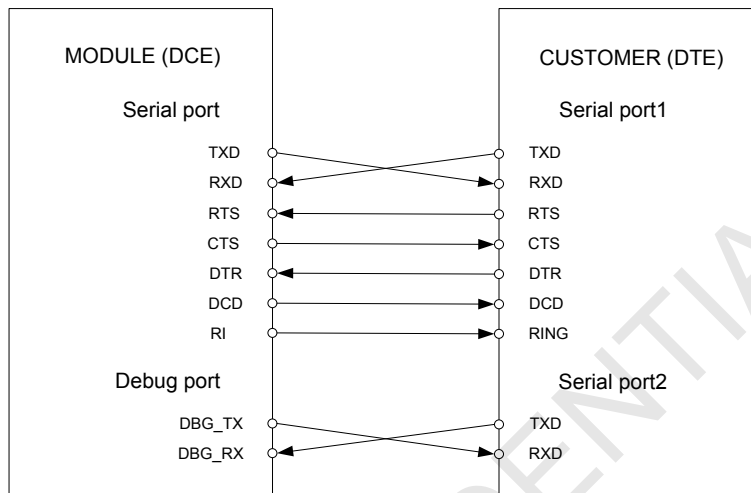 MODULE (DCE) CUSTOMER (DTE)
Serial port Serial port1
TXD TXD
RXD RXD
RTS RTS
CTS CTS
DTR DTR
DCD DCD
RI RING
Debug port Serial port2
DBG_TX TXD
DBG_RX RXD